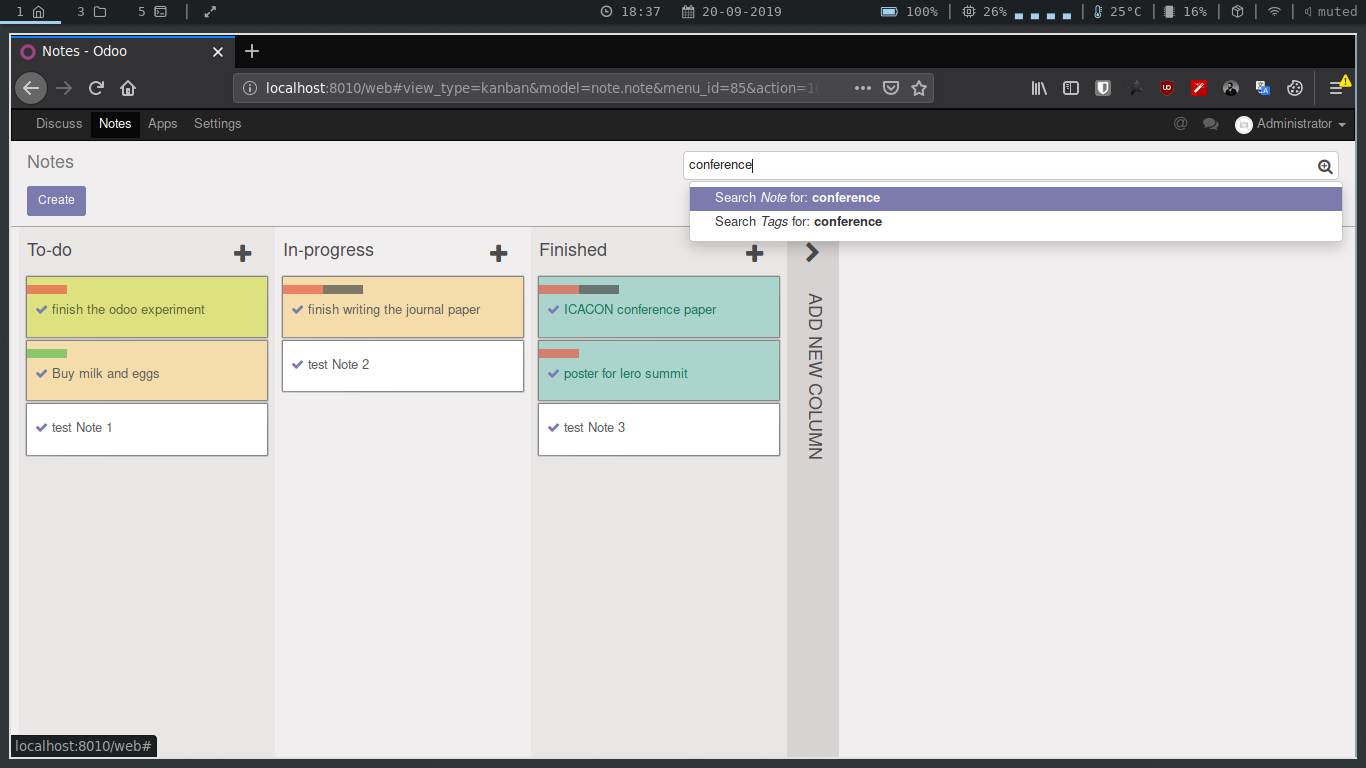 1 3 5 18:37 20-09-2019 100% 26% 25°C 16% muted
Notes - Odoo
localhost:8010/web#view_type=kanban&model=note.note&menu_id=85&action=1
Discuss Notes Apps Settings @ Administrator
Notes
conference
Create
Search Note for: conference
Search Tags for: conference
To-do In-progress Finished
finish the odoo experiment
Buy milk and eggs
test Note 1
finish writing the journal paper
test Note 2
ICACON conference paper
poster for lero summit
test Note 3
ADD NEW COLUMN
localhost:8010/web#